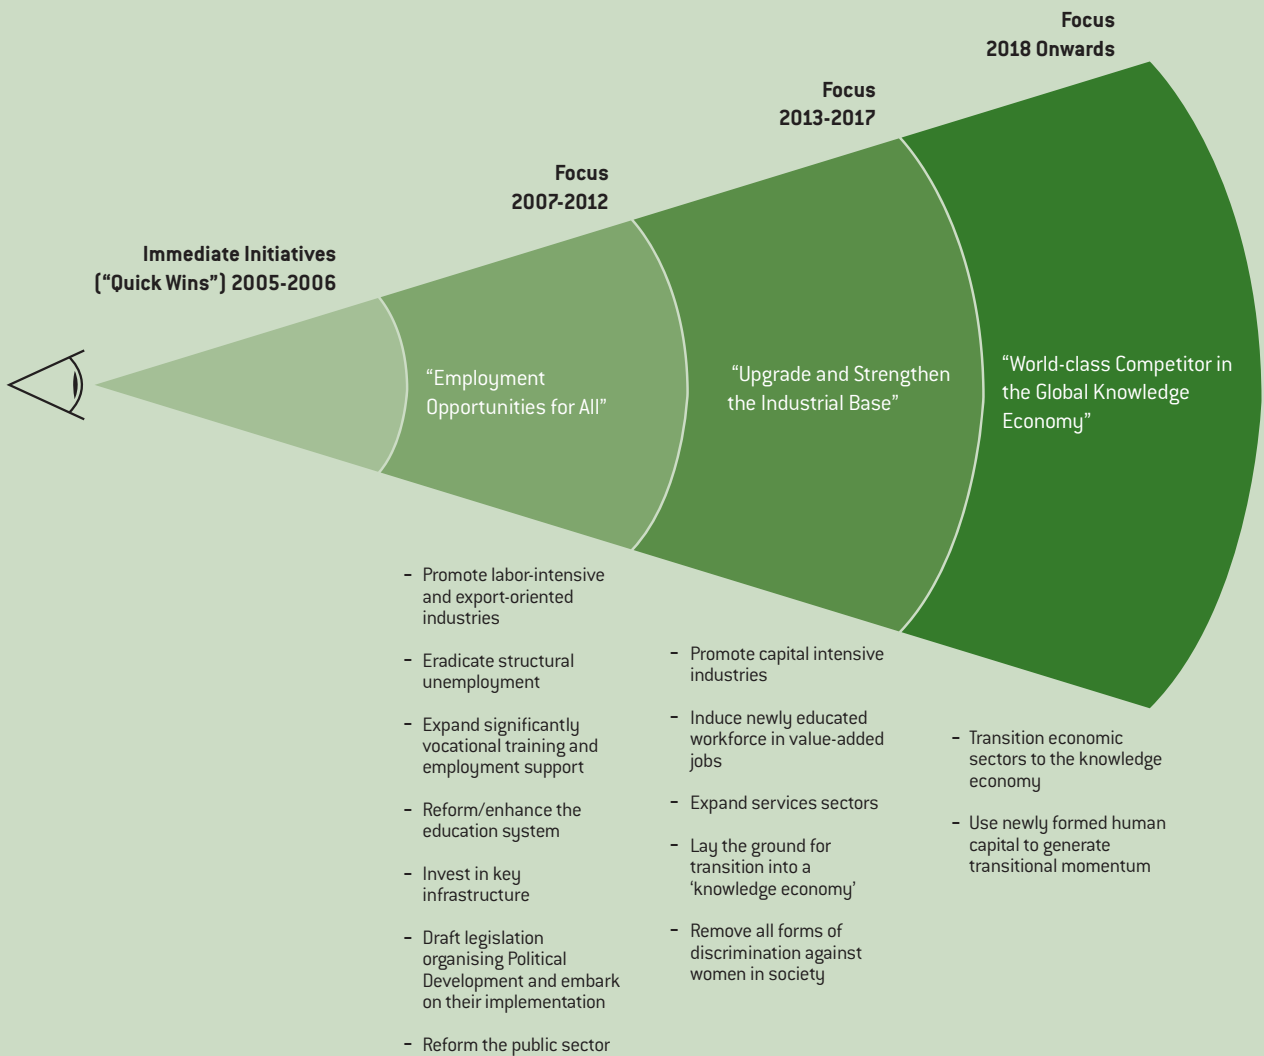 Focus
2018 Onwards
Focus
2013-2017
Focus
2007-2012
Immediate Initiatives
(“Quick Wins”) 2005-2006
“Employment
Opportunities for All”
“Upgrade and Strengthen
the Industrial Base”
“World-class Competitor in
the Global Knowledge
Economy”
– Promote labor-intensive
and export-oriented
industries
– Eradicate structural
unemployment
– Expand significantly
vocational training and
employment support
– Reform/enhance the
education system
– Invest in key
infrastructure
– Draft legislation
organising Political
Development and embark
on their implementation
– Reform the public sector
– Promote capital intensive
industries
– Induce newly educated
workforce in value-added
jobs
– Expand services sectors
– Lay the ground for
transition into a
‘knowledge economy’
– Remove all forms of
discrimination against
women in society
– Transition economic
sectors to the knowledge
economy
– Use newly formed human
capital to generate
transitional momentum